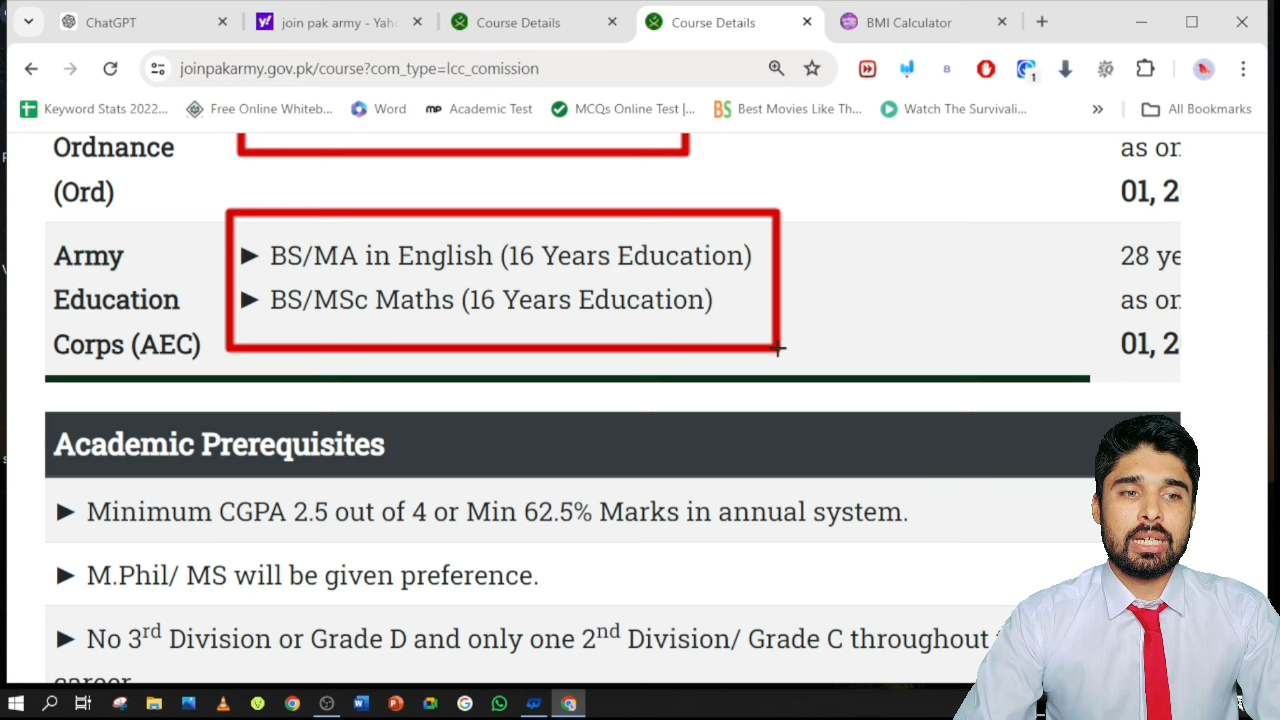 ChatGPT
join pak army - Yaho
Course Details
Course Details
BMI Calculator
joinpakarmy.gov.pk/course?com_type=lcc_comission
Keyword Stats 2022...
Free Online Whiteb...
Word
MP Academic Test
MCQs Online Test |...
BS Best Movies Like Th...
Watch The Survivali...
All Bookmarks
Ordnance
(Ord)
as on
01, 2
Army
Education
Corps (AEC)
► BS/MA in English (16 Years Education)
► BS/MSc Maths (16 Years Education)
28 ye
as on
01, 2
Academic Prerequisites
► Minimum CGPA 2.5 out of 4 or Min 62.5% Marks in annual system.
► M.Phil/ MS will be given preference.
► No 3rd Division or Grade D and only one 2nd Division/ Grade C throughout
career